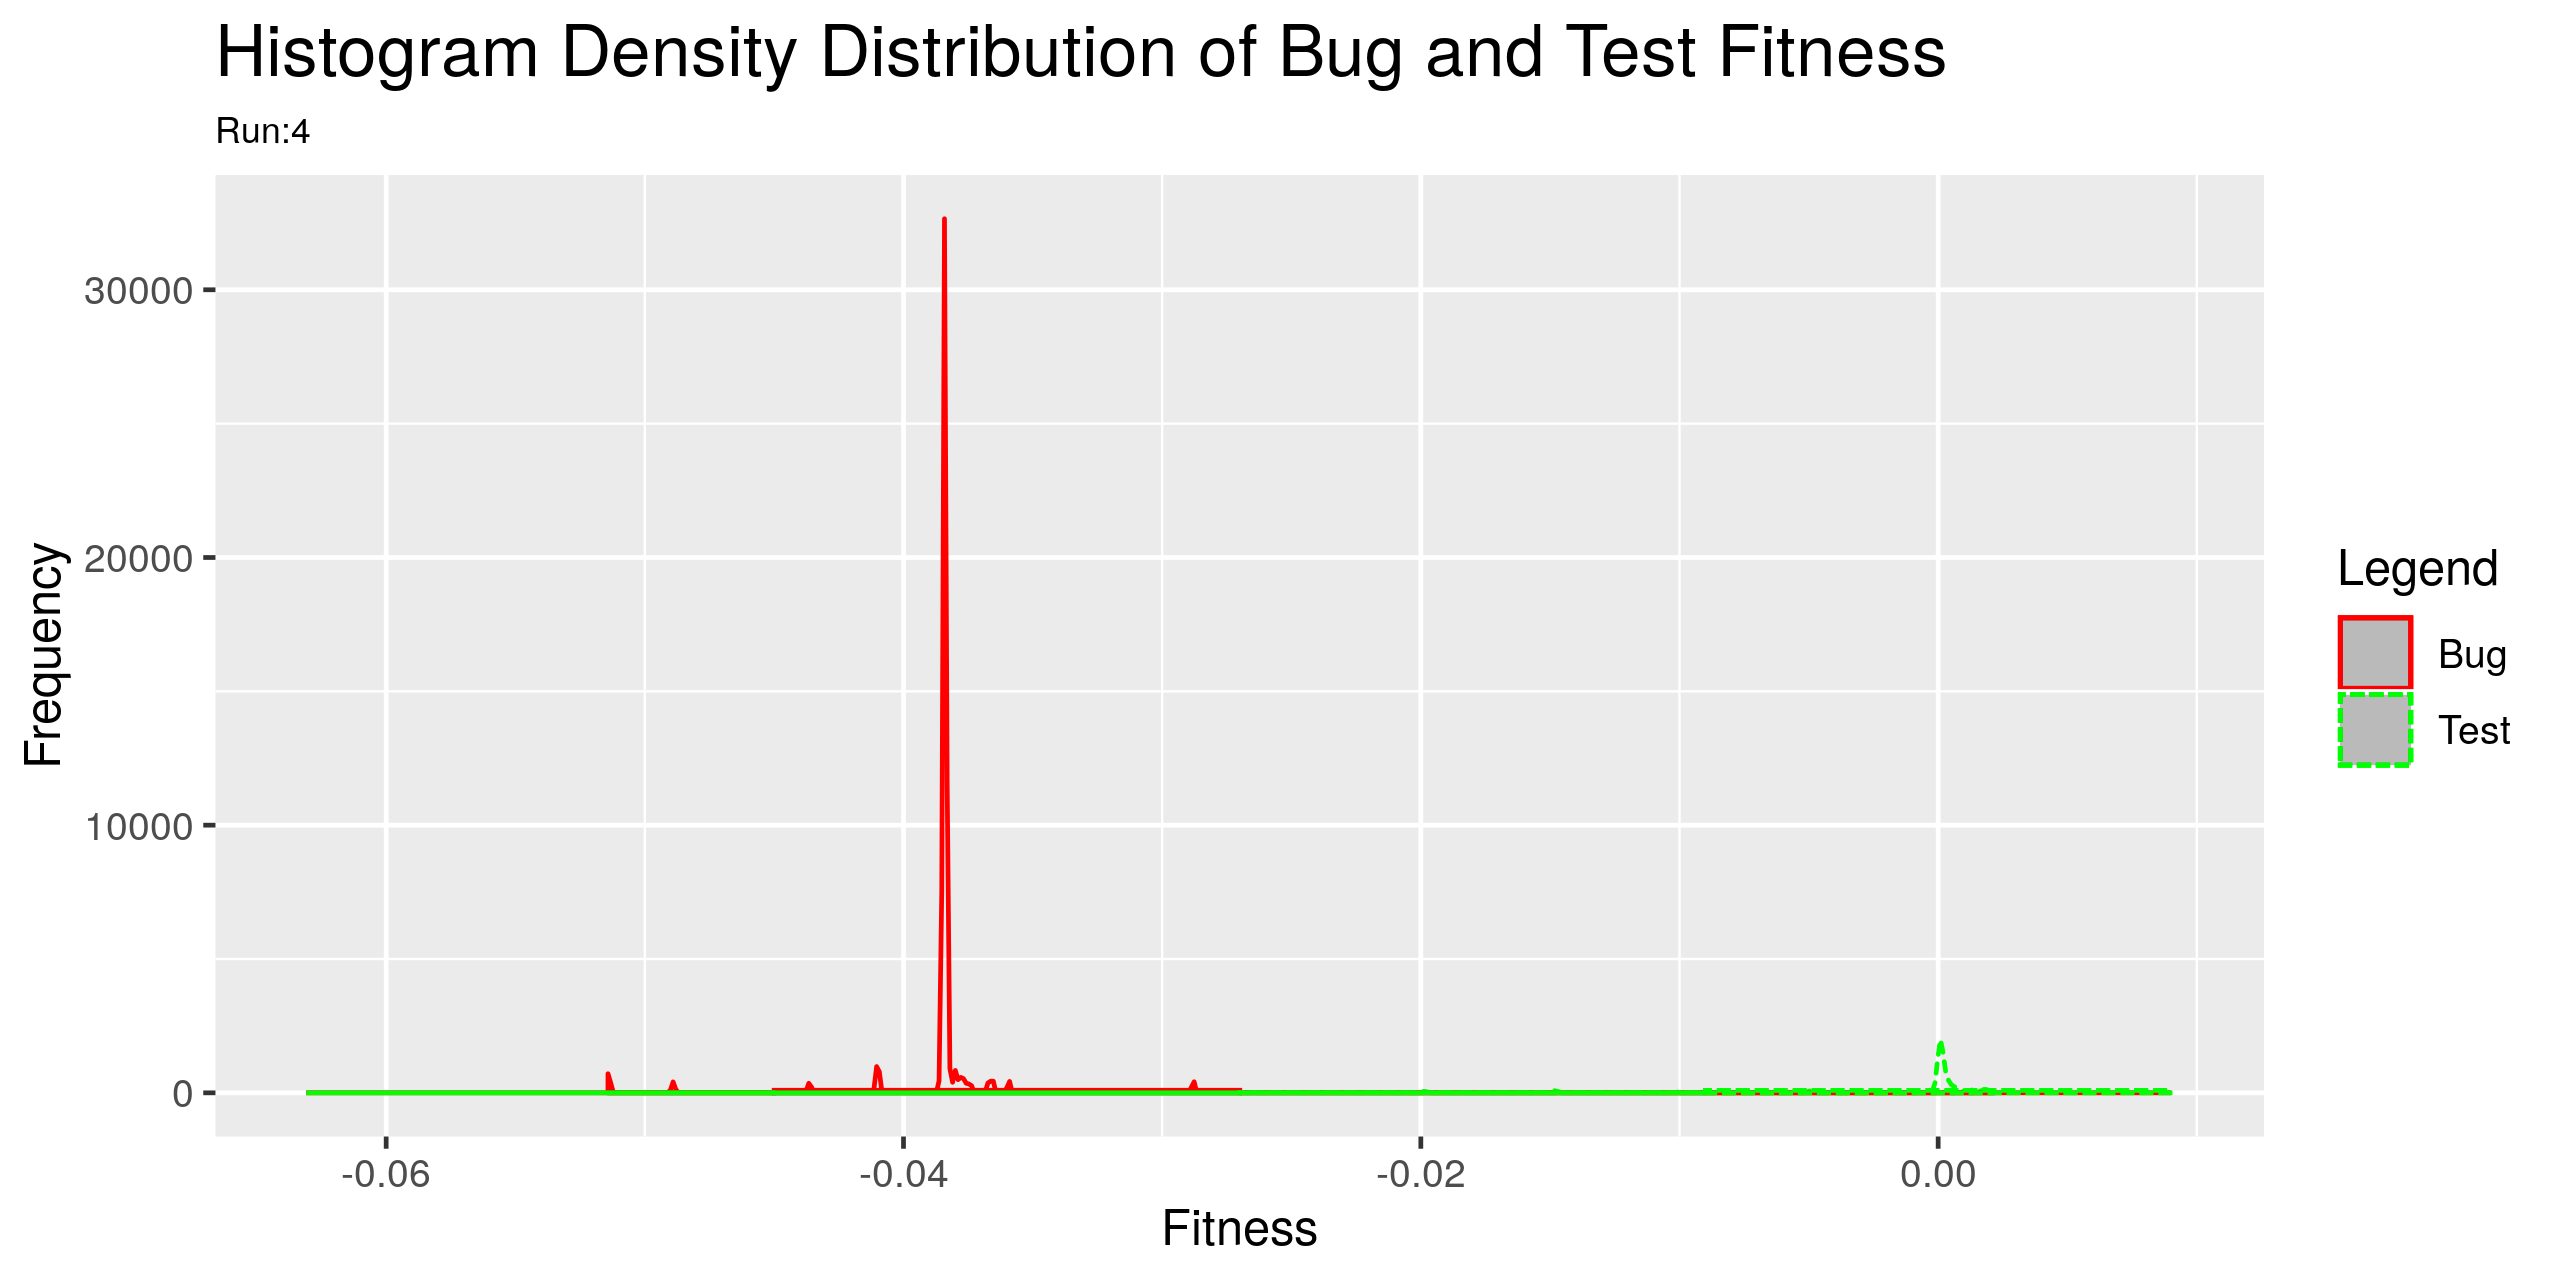 Histogram Density Distribution of Bug and Test Fitness
Run:4
Frequency
30000
20000
10000
0
-0.06
-0.04
-0.02
0.00
Fitness
Legend
Bug
Test